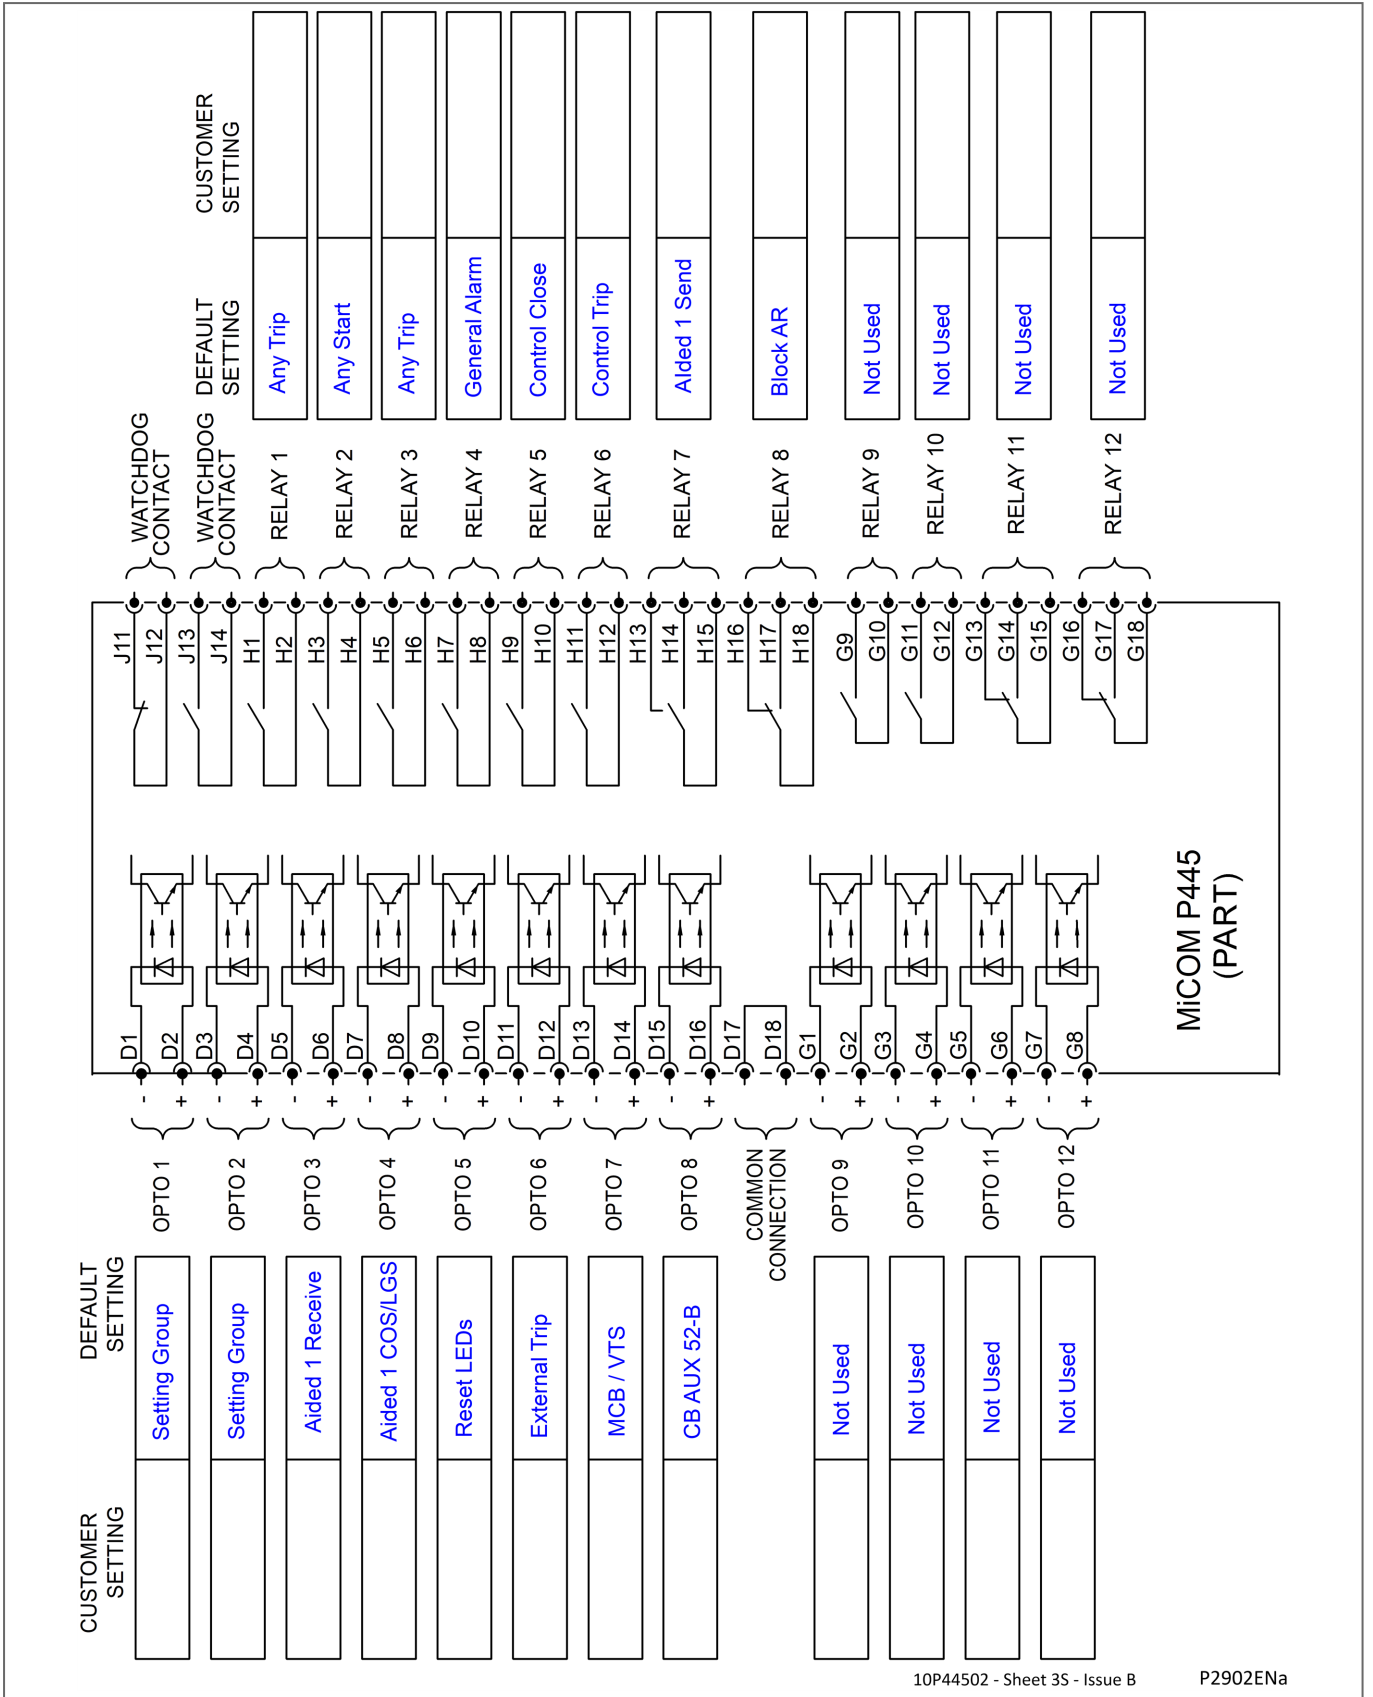 CUSTOMER
SETTING
DEFAULT
SETTING
Any Trip
Any Start
Any Trip
General Alarm
Control Close
Control Trip
Alded 1 Send
Block AR
Not Used
Not Used
Not Used
Not Used
WATCHDOG
CONTACT
WATCHDOG
CONTACT
RELAY 1
RELAY 2
RELAY 3
RELAY 4
RELAY 5
RELAY 6
RELAY 7
RELAY 8
RELAY 9
RELAY 10
RELAY 11
RELAY 12
J11
J12
J13
J14
H1
H2
H3
H4
H5
H6
H7
H8
H9
H10
H11
H12
H13
H14
H15
H16
H17
H18
G9
G10
G11
G12
G13
G14
G15
G16
G17
G18
MiCOM P445
(PART)
D1
D2
D3
D4
D5
D6
D7
D8
D9
D10
D11
D12
D13
D14
D15
D16
D17
D18
G1
G2
G3
G4
G5
G6
G7
G8
- +
- +
- +
- +
- +
- +
- +
- +
- +
- +
- +
- +
OPTO 1
OPTO 2
OPTO 3
OPTO 4
OPTO 5
OPTO 6
OPTO 7
OPTO 8
COMMON
CONNECTION
OPTO 9
OPTO 10
OPTO 11
OPTO 12
DEFAULT
SETTING
Setting Group
Setting Group
Aided 1 Receive
Aided 1 COS/LGS
Reset LEDs
External Trip
MCB / VTS
CB AUX 52-B
Not Used
Not Used
Not Used
Not Used
CUSTOMER
SETTING
10P44502 - Sheet 3S - Issue B
P2902ENa